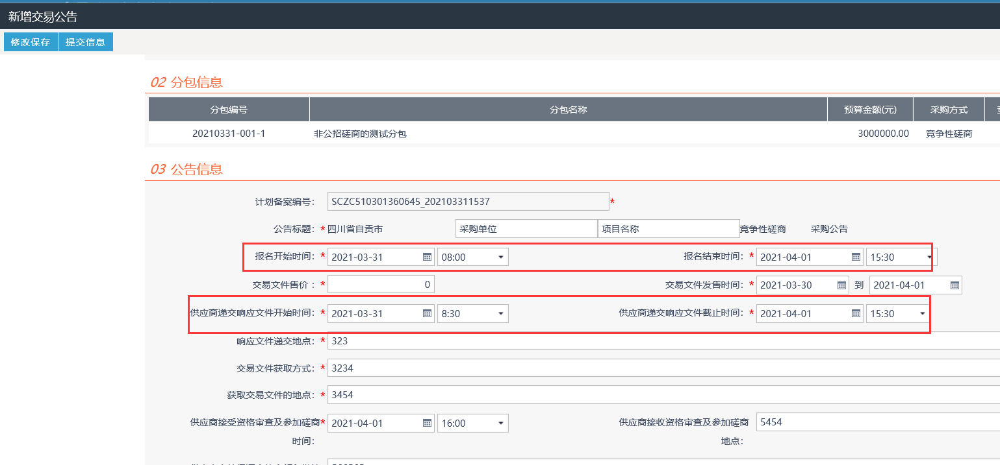 新增交易公告
修改保存 提交信息
02 分包信息
分包编号 分包名称 预算金额(元) 采购方式
20210331-001-1 非公招磋商的测试分包 3000000.00 竞争性磋商
03 公告信息
计划备案编号： SCZC510301360645_202103311537 *
公告标题： * 四川省自贡市 采购单位 项目名称 竞争性磋商 采购公告
报名开始时间： * 2021-03-31 08:00 报名结束时间： * 2021-04-01 15:30
交易文件售价 ： * 0 交易文件发售时间： * 2021-03-30 到 2021-04-01
供应商递交响应文件开始时间： * 2021-03-31 8:30 供应商递交响应文件截止时间： * 2021-04-01 15:30
响应文件递交地点： * 323
交易文件获取方式： * 3234
获取交易文件的地点： * 3454
供应商接受资格审查及参加磋商* 2021-04-01 16:00 供应商接收资格审查及参加磋商 5454
时间： 地点：